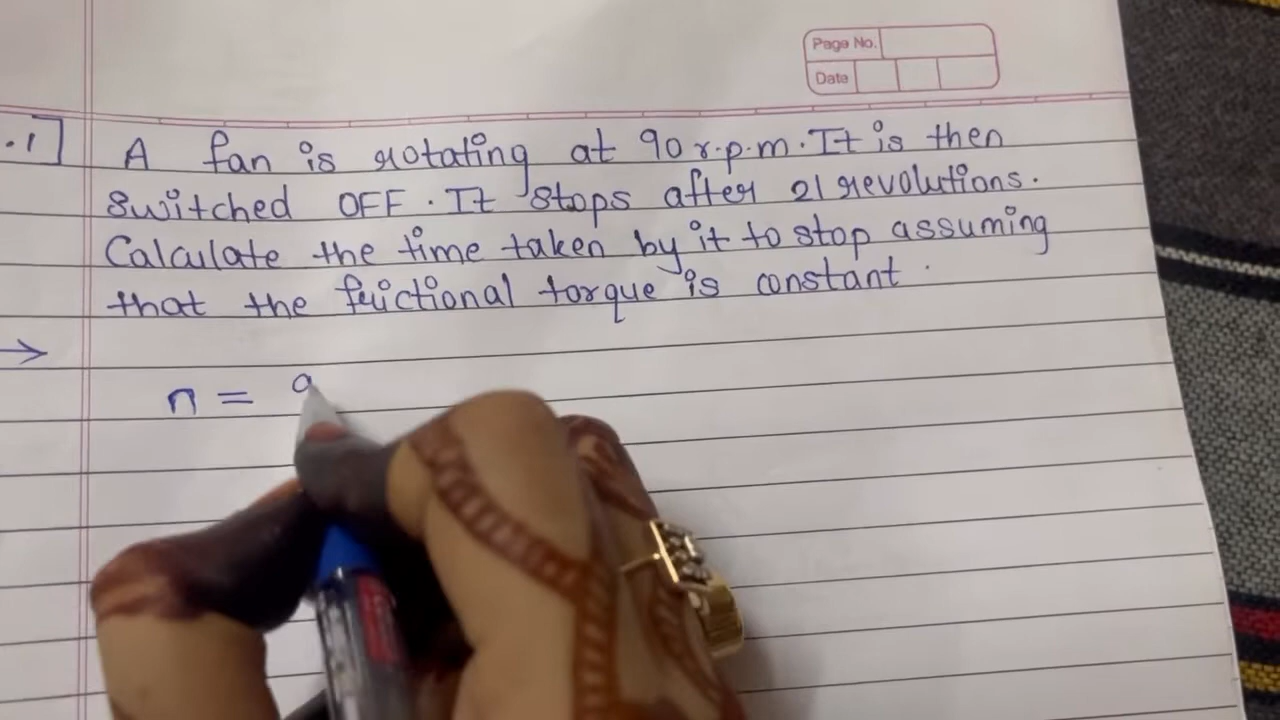 Page No.
Date
.1]
A fan is rotating at 90 r.p.m. It is then
switched OFF. It stops after 21 revolutions.
Calculate the time taken by it to stop assuming
that the frictional torque is constant.
→
n = 9